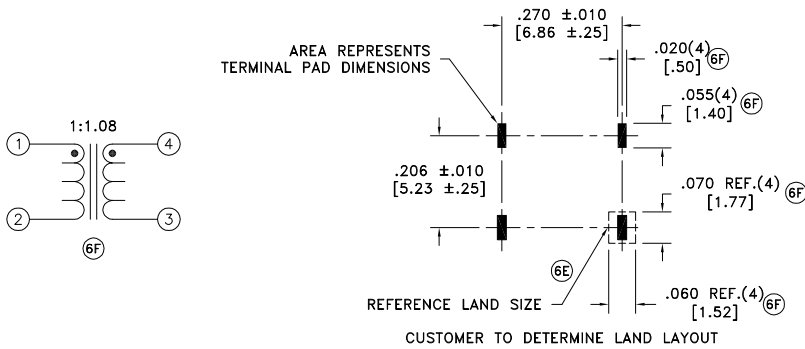 1:1.08
1
4
2
3
6F
.270 ±.010
[6.86 ±.25]
AREA REPRESENTS
TERMINAL PAD DIMENSIONS
.020(4) 6F
[.50]
.055(4) 6F
[1.40]
.206 ±.010
[5.23 ±.25]
.070 REF.(4) 6F
[1.77]
6E
REFERENCE LAND SIZE
.060 REF.(4) 6F
[1.52]
CUSTOMER TO DETERMINE LAND LAYOUT